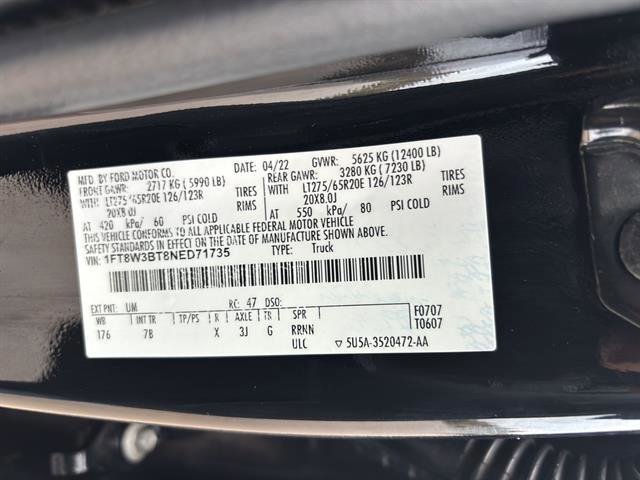 MFD. BY FORD MOTOR CO.
DATE: 04/22 GVWR: 5625 KG (12400 LB)
FRONT GAWR: 2717 KG (5990 LB) REAR GAWR: 3280 KG (7230 LB)
WITH LT275/65R20E 126/123R TIRES WITH LT275/65R20E 126/123R TIRES
20X8.0J RIMS 20X8.0J RIMS
AT 420 kPa/ 60 PSI COLD AT 550 kPa/ 80 PSI COLD
THIS VEHICLE CONFORMS TO ALL APPLICABLE FEDERAL MOTOR VEHICLE
SAFETY STANDARDS IN EFFECT ON THE DATE OF MANUFACTURE SHOWN ABOVE.
VIN: 1FT8W3BT8NED71735 TYPE: Truck
EXT PNT: UM RC: 47 DSO: F0707
WB INT TR TP/PS R AXLE TR SPR T0607
176 7B X 3J G RRNN
ULC ▽ 5U5A-3520472-AA